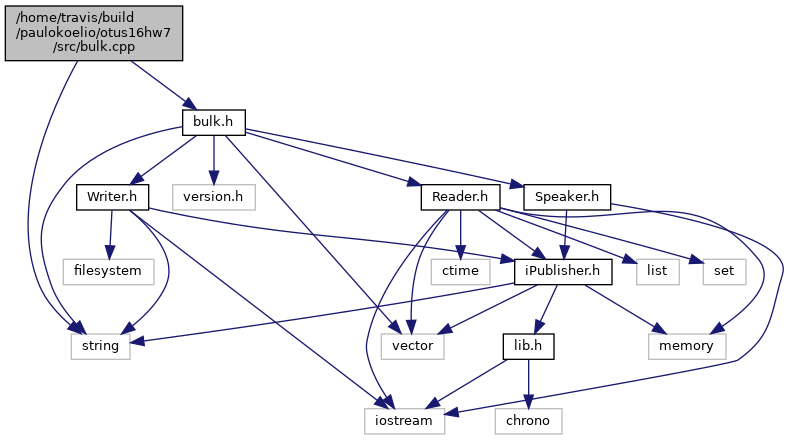 /home/travis/build
/paulokoelio/otus16hw7
/src/bulk.cpp
bulk.h
Writer.h
version.h
Reader.h
Speaker.h
filesystem
ctime
iPublisher.h
list
set
string
vector
lib.h
memory
iostream
chrono